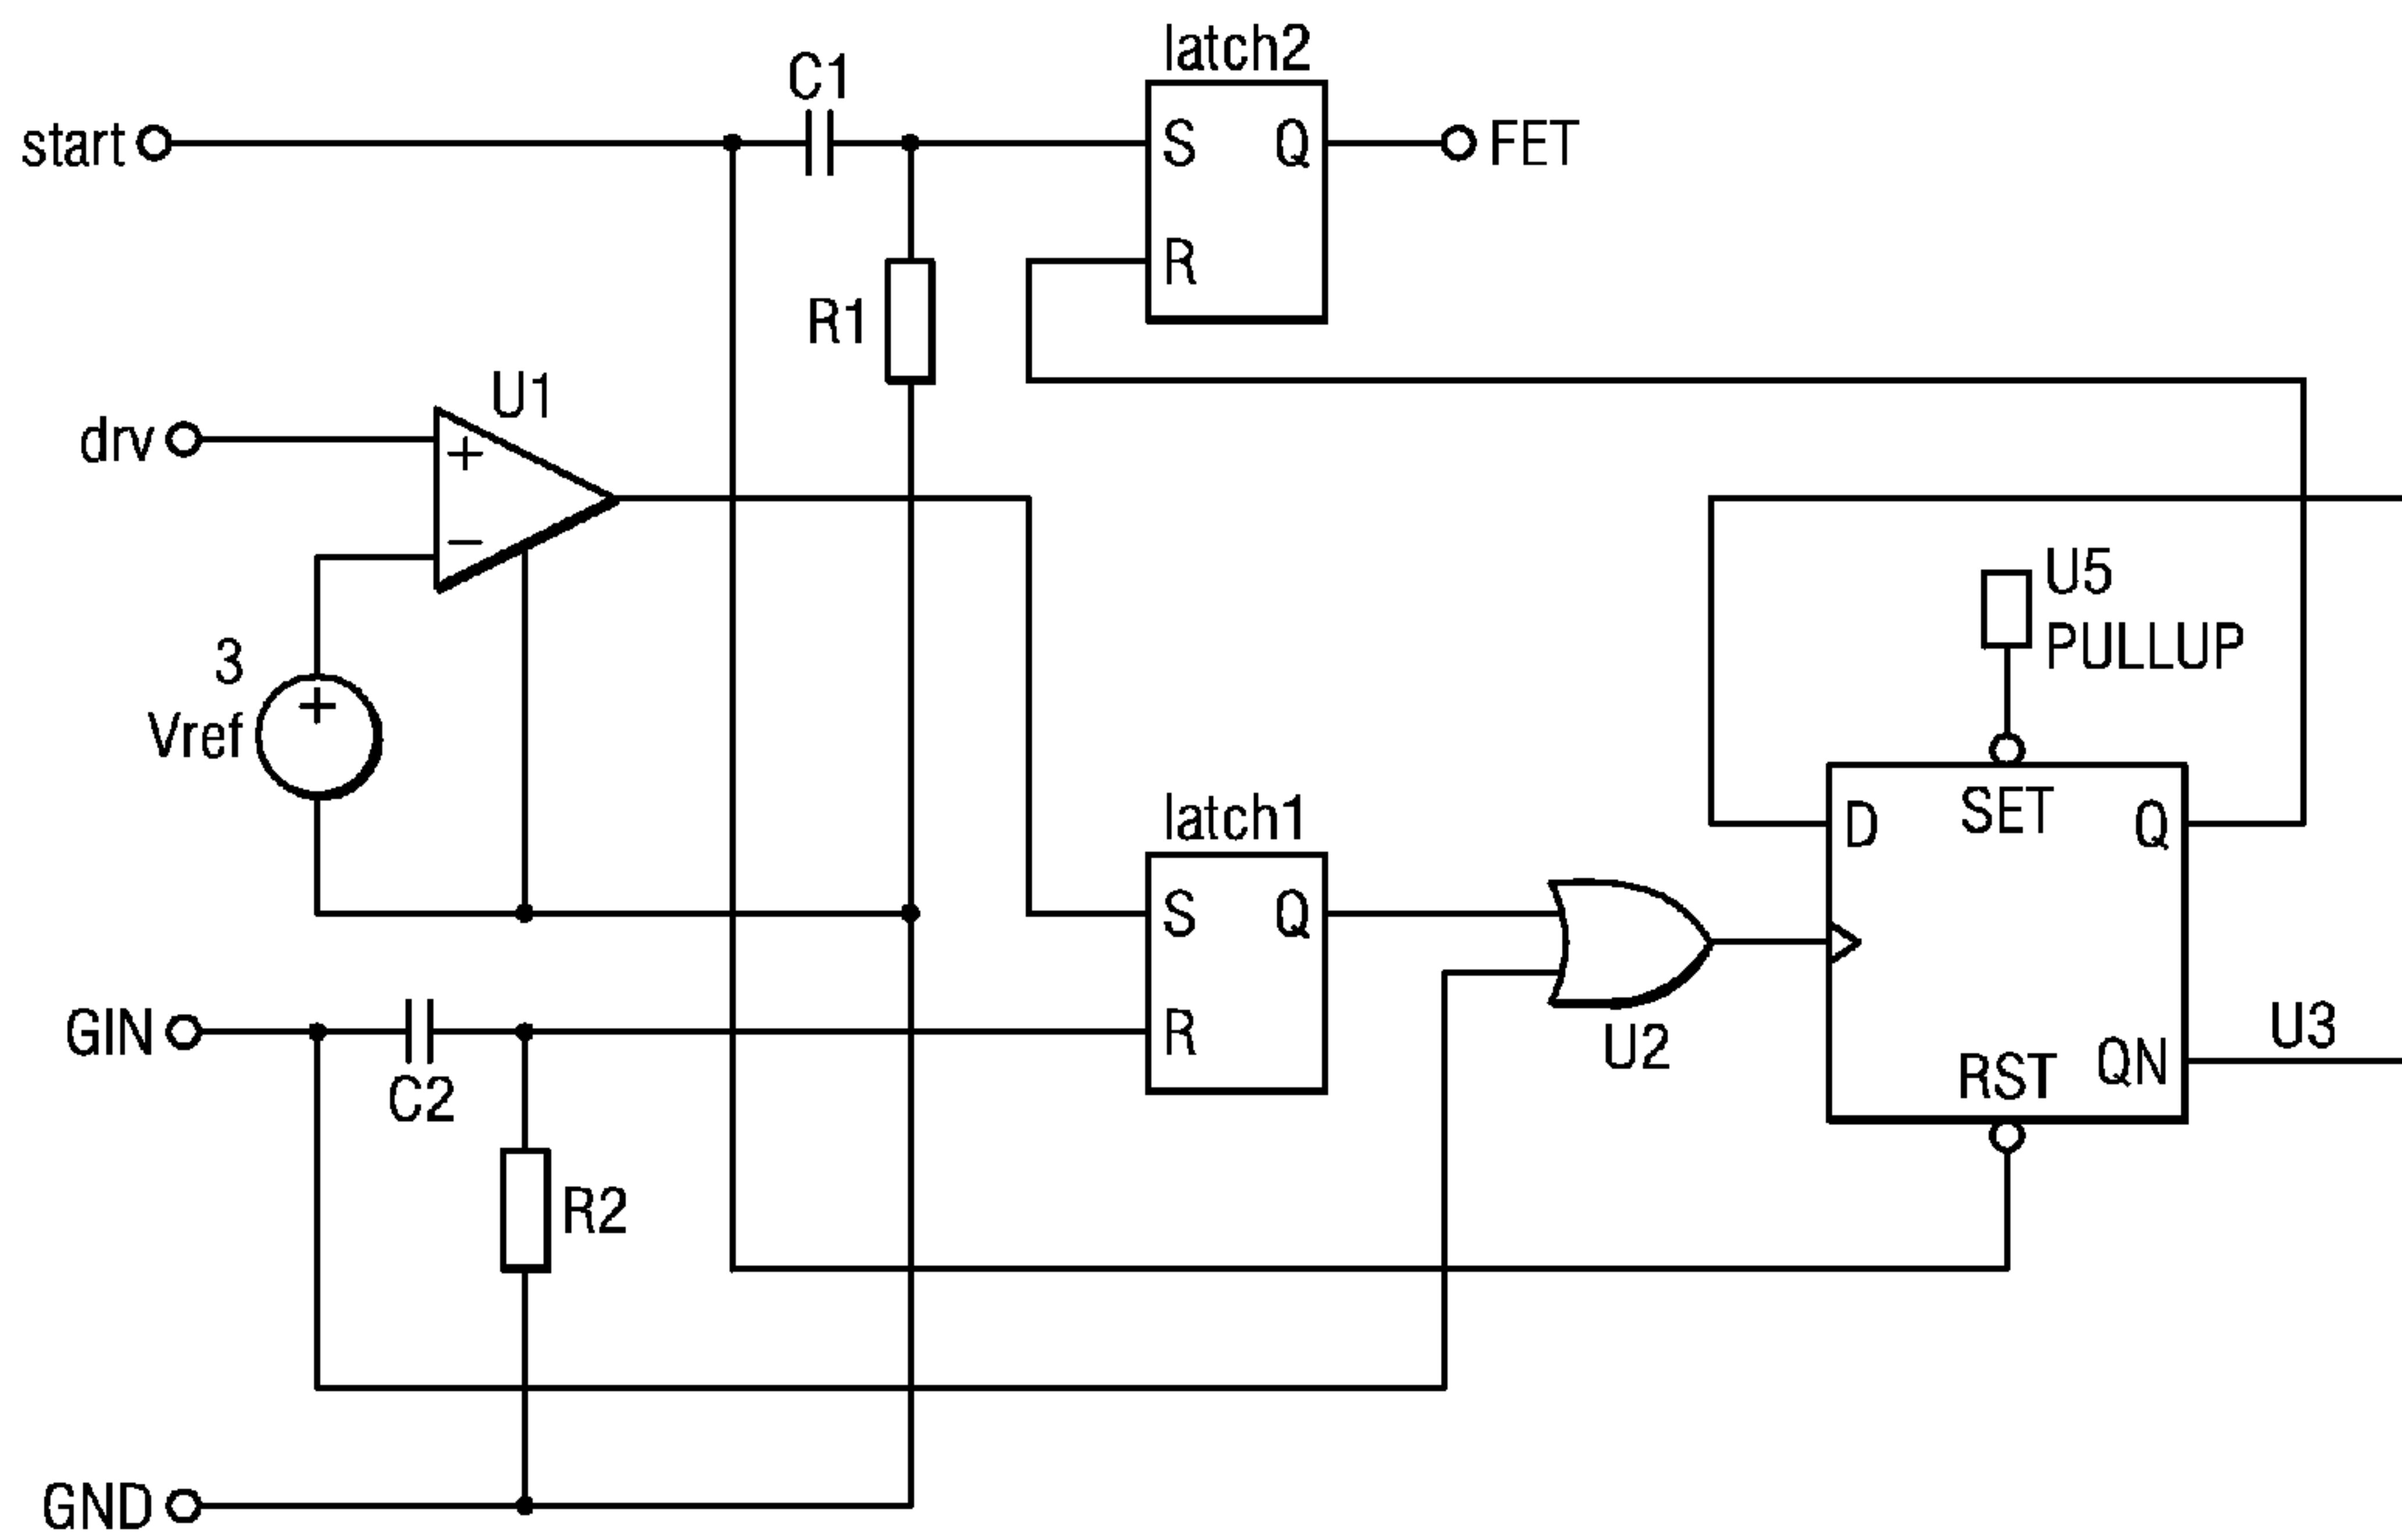 latch2
C1
start
S Q
FET
R
R1
U1
drv
+
−
U5
PULLUP
3
+
Vref
latch1
SET
D Q
S Q
GIN
R
C2
U2
U3
RST QN
R2
GND